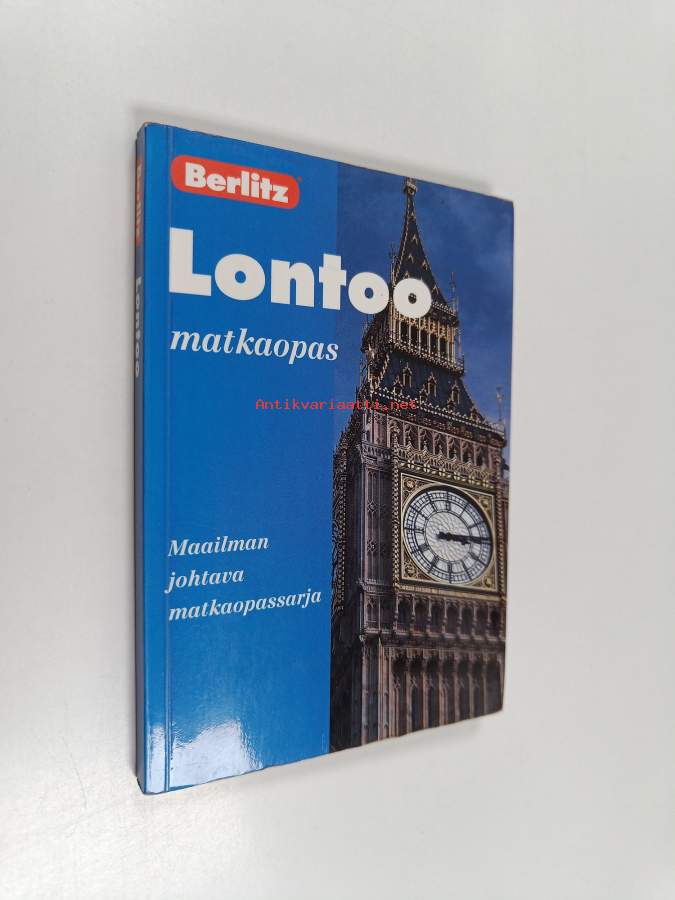 Berlitz
Lontoo
matkaopas
Antikvariaatti.net
Maailman
johtava
matkaopassarja
Berlitz
Lontoo